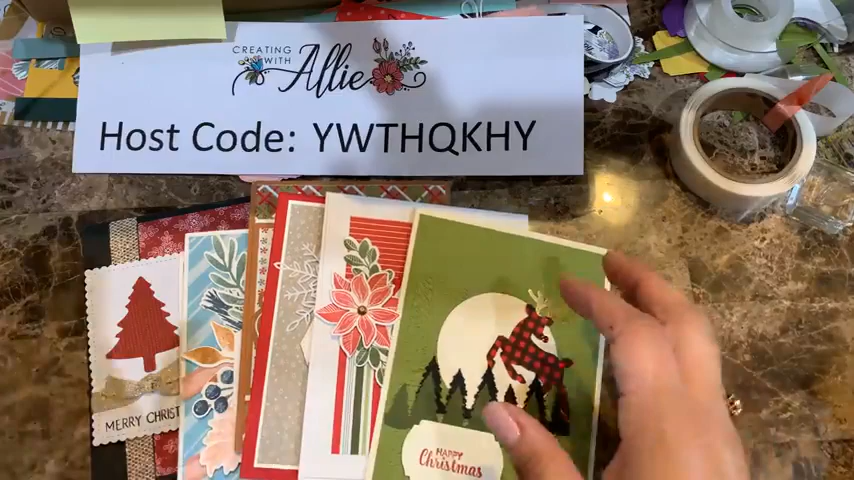 CREATING
WITH
Allie
Host Code: YWTHQKHY
MERRY CHRIST
HAPPY
Christmas